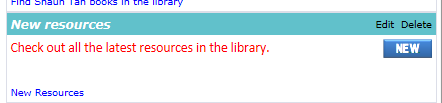 Find Shaun Tan books in the library
New resources Edit Delete
Check out all the latest resources in the library. NEW
New Resources